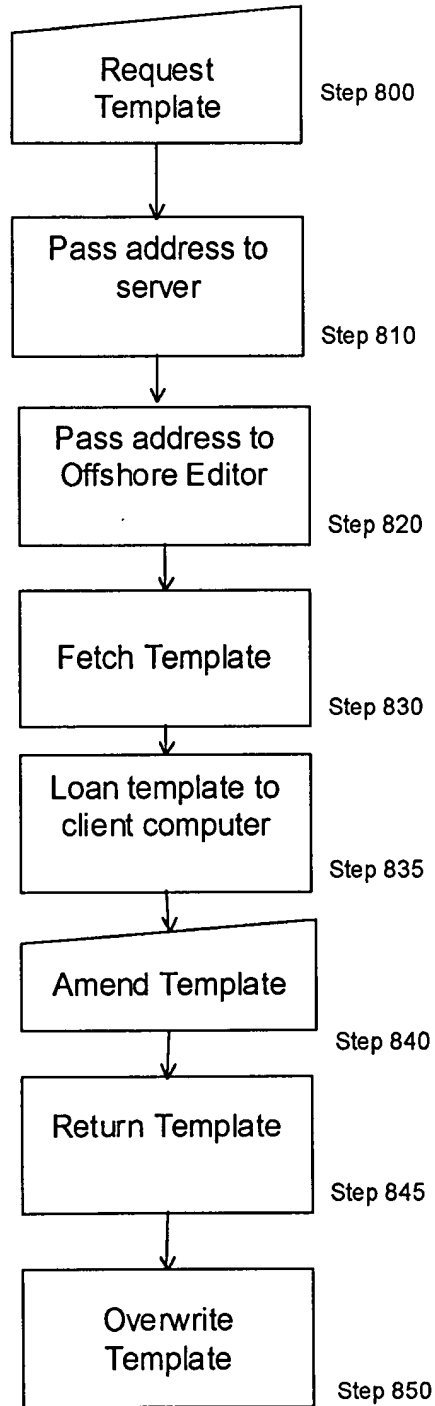 Request
Template
Step 800
Pass address to
server
Step 810
Pass address to
Offshore Editor
Step 820
Fetch Template
Step 830
Loan template to
client computer
Step 835
Amend Template
Step 840
Return Template
Step 845
Overwrite
Template
Step 850